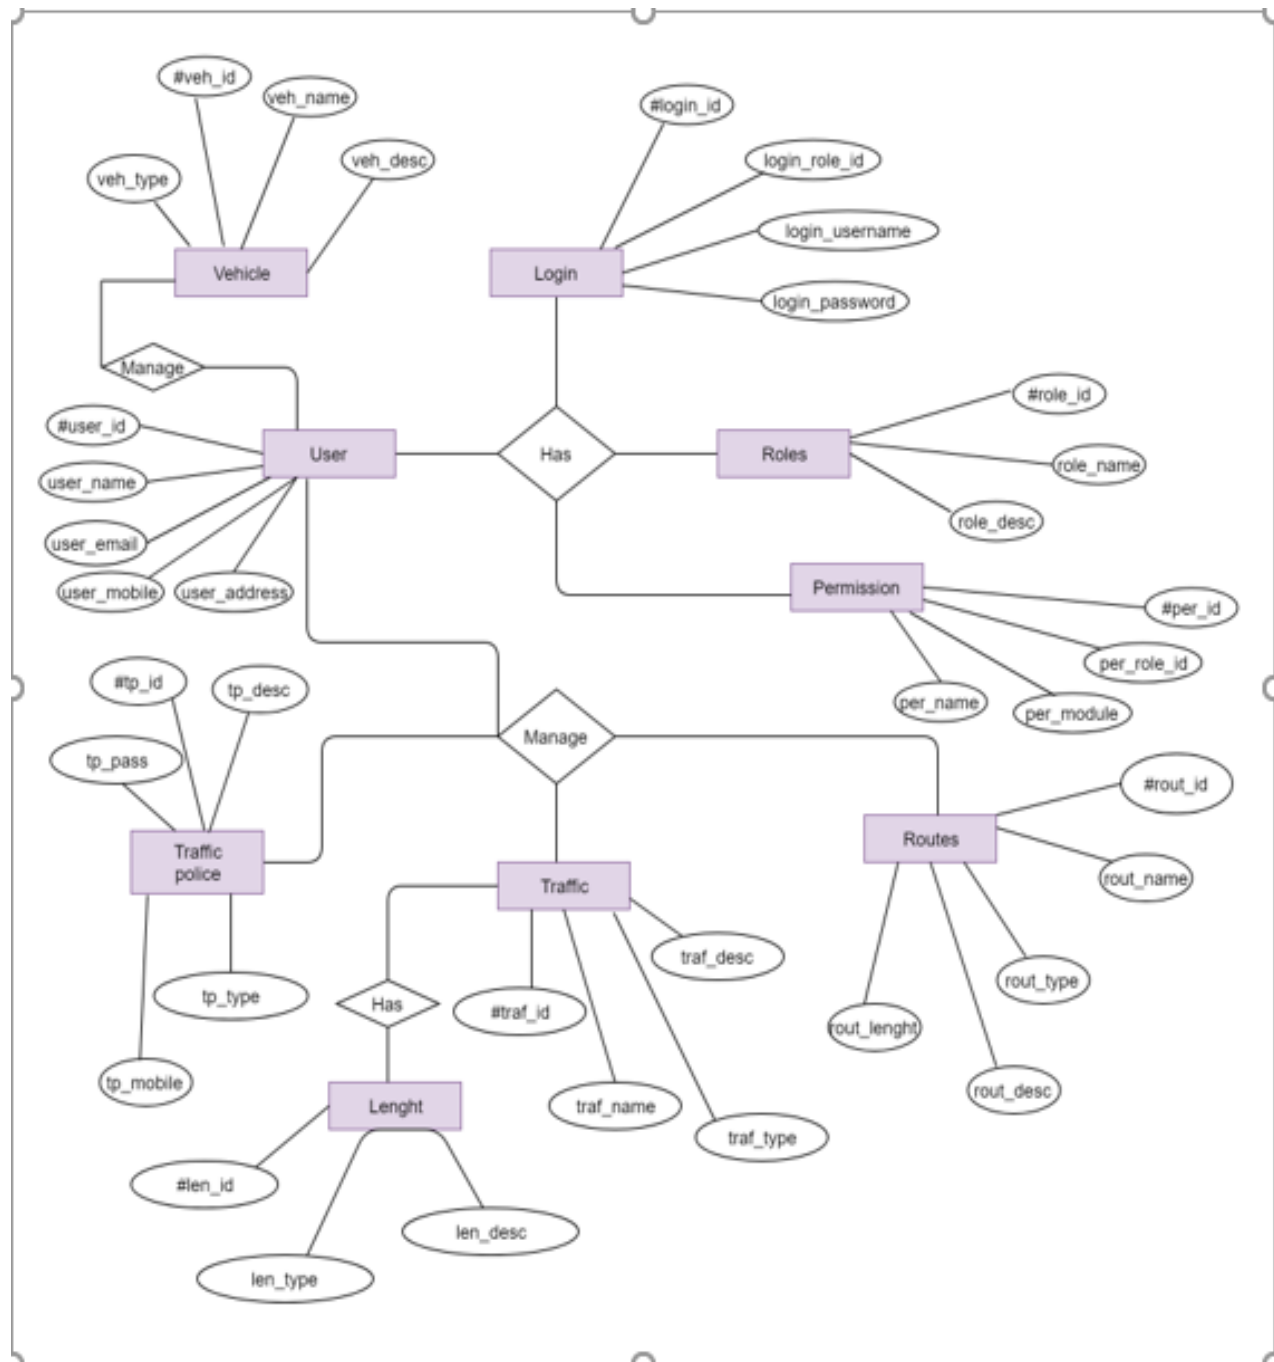 #veh_id
veh_name
#login_id
veh_type
veh_desc
login_role_id
login_username
Vehicle
Login
login_password
Manage
#role_id
#user_id
User
Has
Roles
role_name
user_name
role_desc
user_email
user_mobile
user_address
Permission
#per_id
per_role_id
#tp_id
tp_desc
per_name
per_module
Manage
tp_pass
#rout_id
Traffic
police
Routes
rout_name
Traffic
traf_desc
rout_type
tp_type
Has
#traf_id
rout_lenght
tp_mobile
rout_desc
Lenght
traf_name
traf_type
#len_id
len_desc
len_type